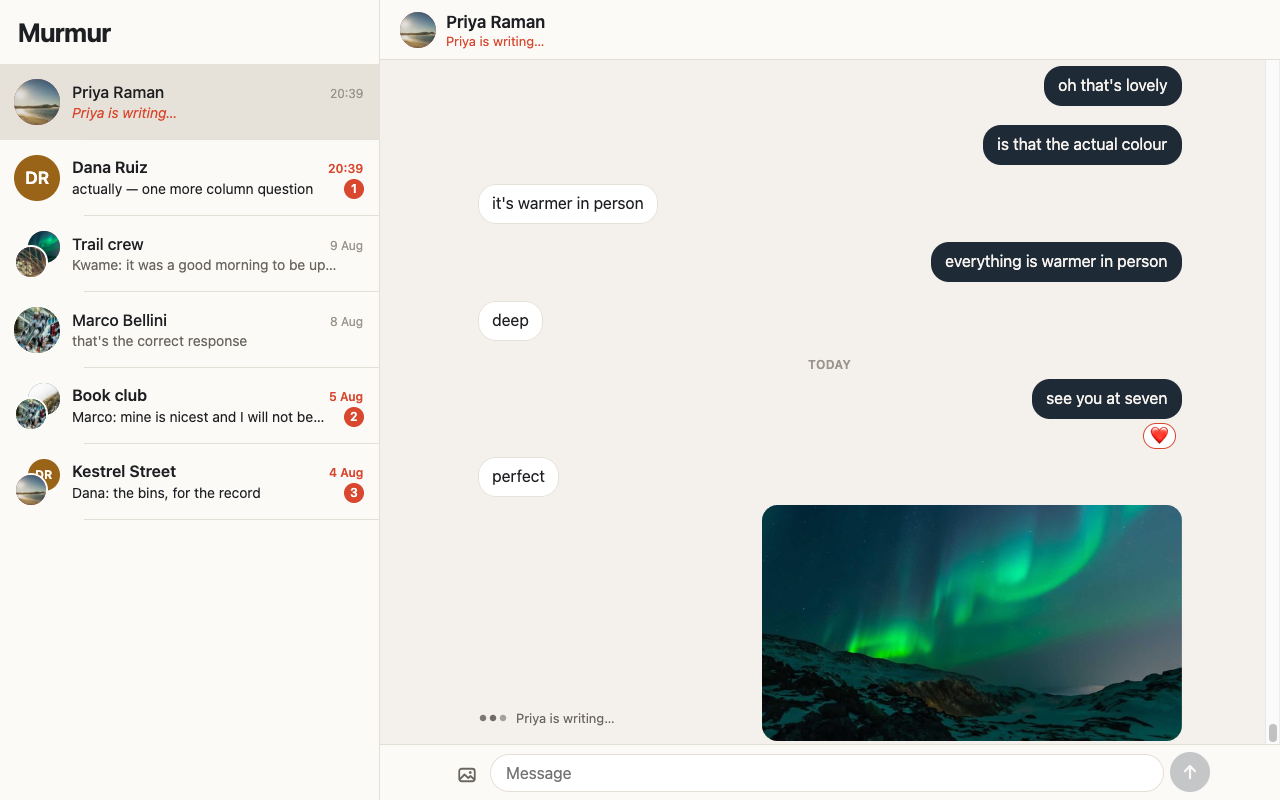 Murmur
Priya Raman
20:39
Priya is writing...
DR
Dana Ruiz
20:39
actually — one more column question
1
Trail crew
9 Aug
Kwame: it was a good morning to be up...
Marco Bellini
8 Aug
that's the correct response
Book club
5 Aug
Marco: mine is nicest and I will not be...
2
DR
Kestrel Street
4 Aug
Dana: the bins, for the record
3
Priya Raman
Priya is writing...
oh that's lovely
is that the actual colour
it's warmer in person
everything is warmer in person
deep
TODAY
see you at seven
perfect
Priya is writing...
Message